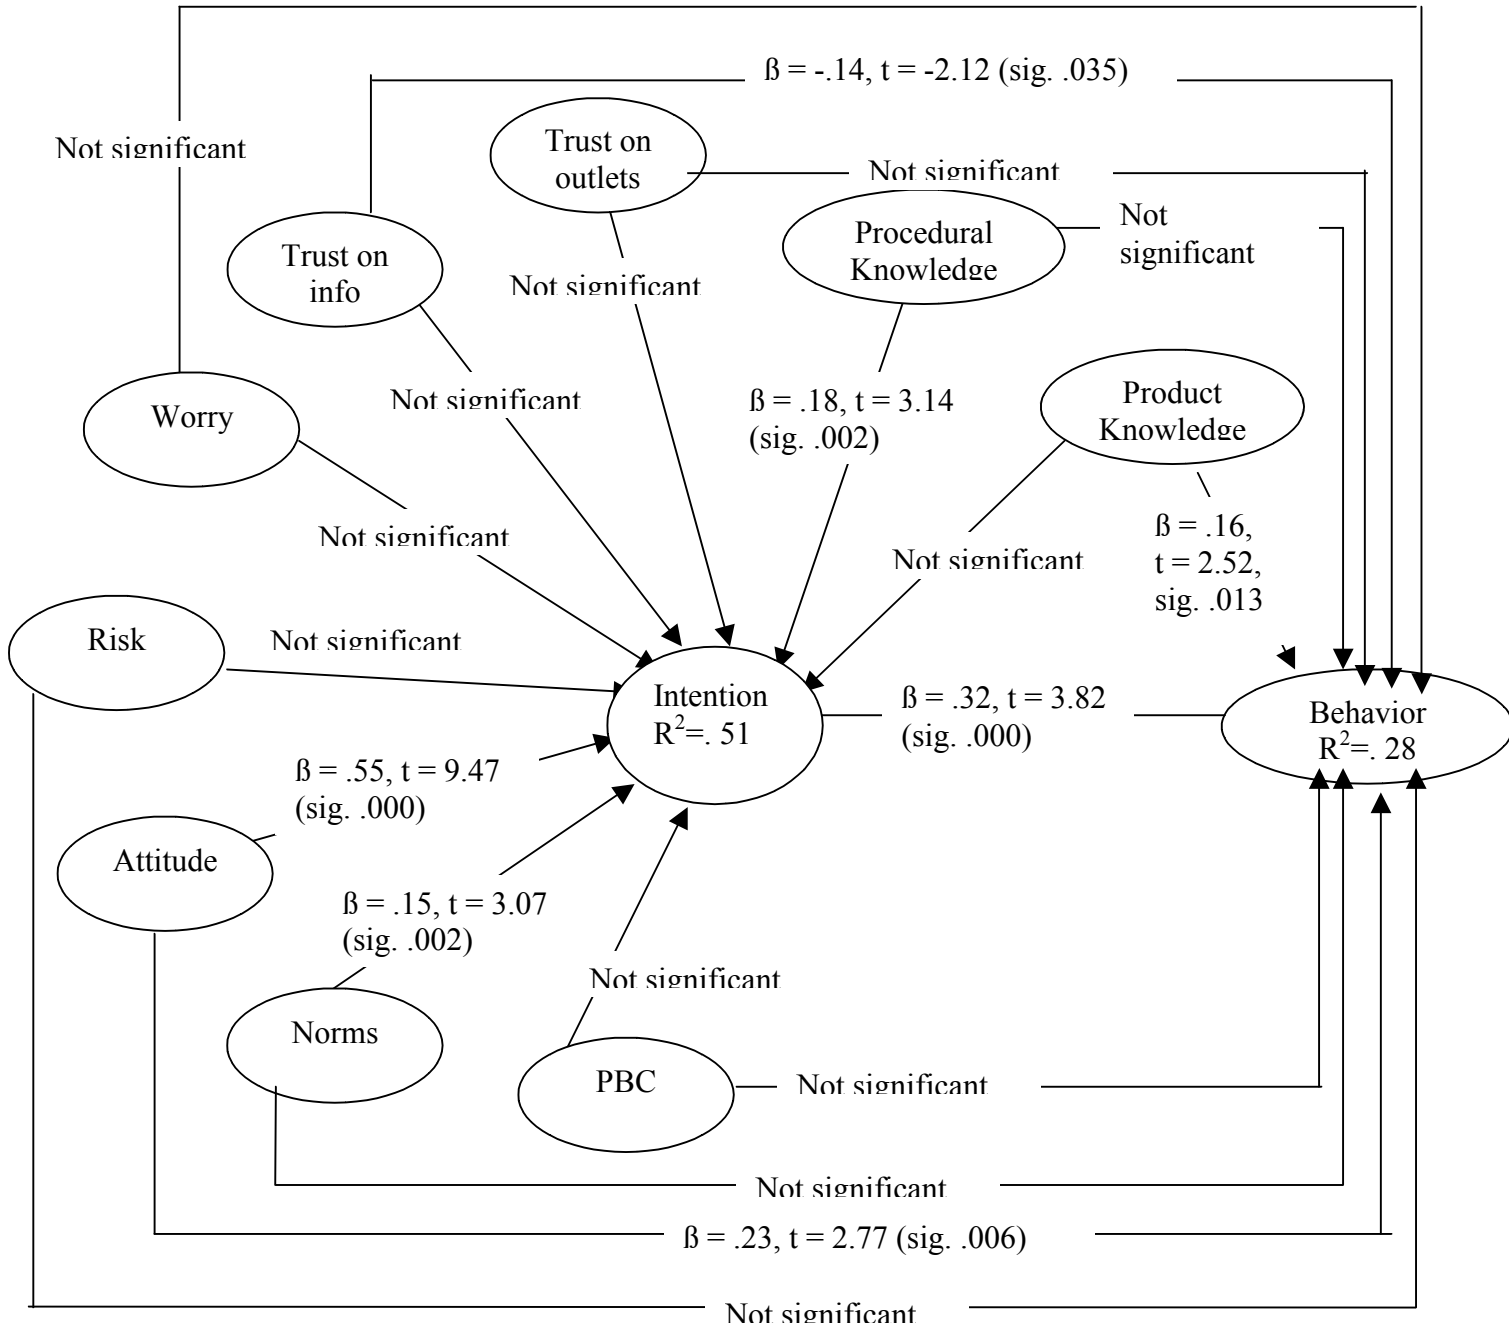 ß = -.14, t = -2.12 (sig. .035)
Not significant
Trust on
outlets
Not significant
Trust on
info
Procedural
Knowledge
Not
significant
Not significant
Worry
Not significant
ß = .18, t = 3.14
(sig. .002)
Product
Knowledge
Not significant
Not significant
ß = .16,
t = 2.52,
sig. .013
Risk
Not significant
Intention
R²=. 51
ß = .32, t = 3.82
(sig. .000)
Behavior
R²=. 28
ß = .55, t = 9.47
(sig. .000)
Attitude
ß = .15, t = 3.07
(sig. .002)
Not significant
Norms
PBC
Not significant
Not significant
ß = .23, t = 2.77 (sig. .006)
Not significant